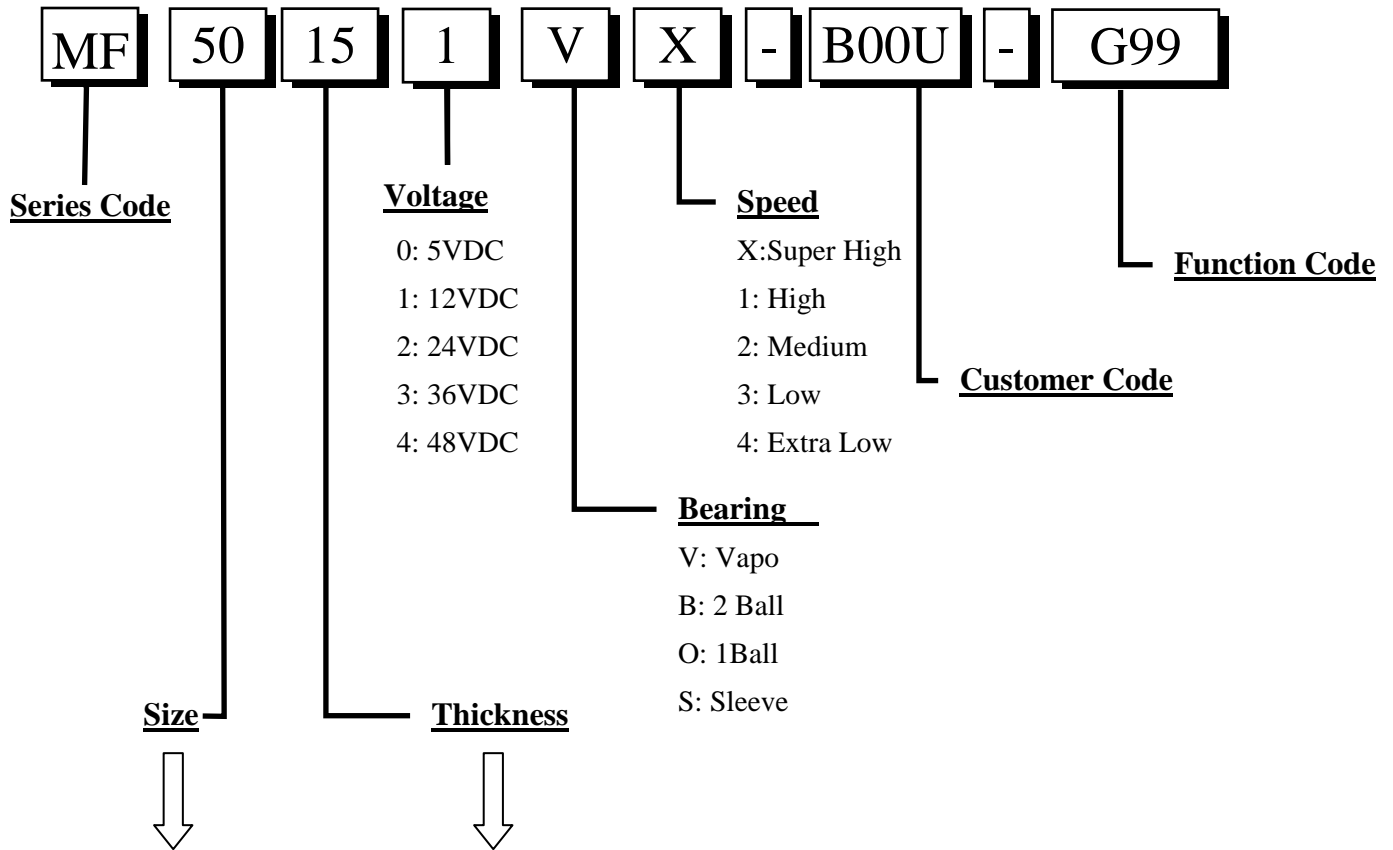 MF 50 15 1 V X - B00U - G99
Series Code
Voltage
0: 5VDC
1: 12VDC
2: 24VDC
3: 36VDC
4: 48VDC
Speed
X:Super High
1: High
2: Medium
3: Low
4: Extra Low
Function Code
Customer Code
Bearing
V: Vapo
B: 2 Ball
O: 1Ball
S: Sleeve
Size
Thickness